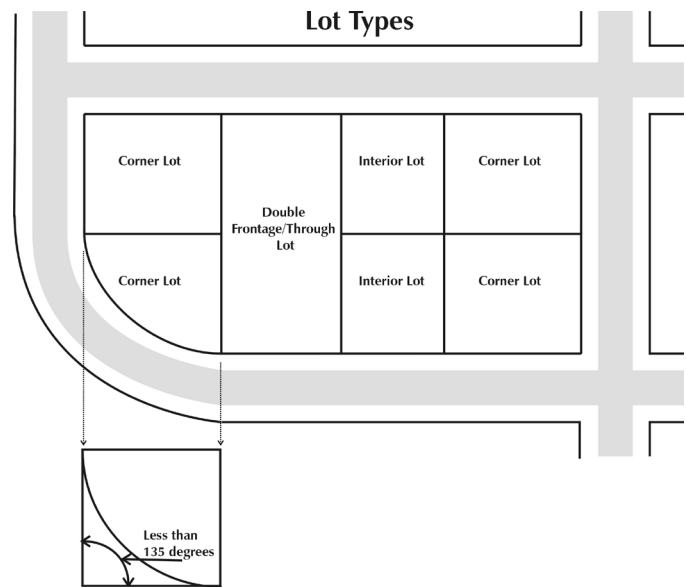 Lot Types
Corner Lot
Interior Lot
Corner Lot
Double
Frontage/Through
Lot
Corner Lot
Interior Lot
Corner Lot
Less than
135 degrees